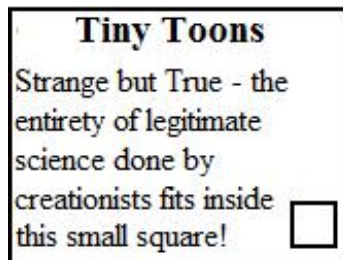 Tiny Toons
Strange but True - the
entirety of legitimate
science done by
creationists fits inside
this small square!